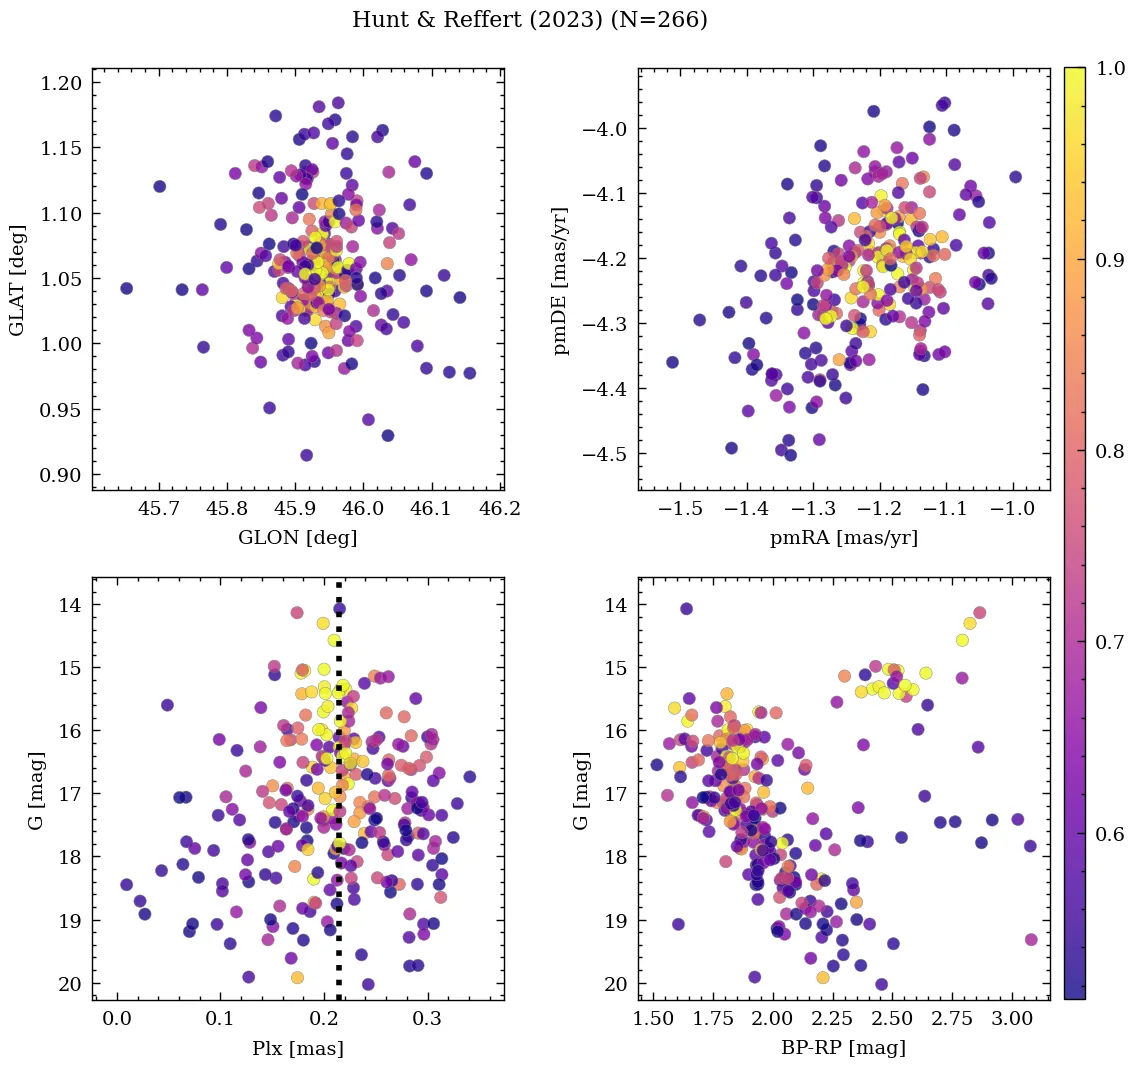 Hunt & Reffert (2023) (N=266)
1.20
1.15
1.10
1.05
1.00
0.95
0.90
GLAT [deg]
45.7 45.8 45.9 46.0 46.1 46.2
GLON [deg]
−4.0
−4.1
−4.2
−4.3
−4.4
−4.5
pmDE [mas/yr]
−1.5 −1.4 −1.3 −1.2 −1.1 −1.0
pmRA [mas/yr]
1.0
0.9
0.8
0.7
0.6
14
15
16
17
18
19
20
G [mag]
0.0 0.1 0.2 0.3
Plx [mas]
14
15
16
17
18
19
20
G [mag]
1.50 1.75 2.00 2.25 2.50 2.75 3.00
BP-RP [mag]